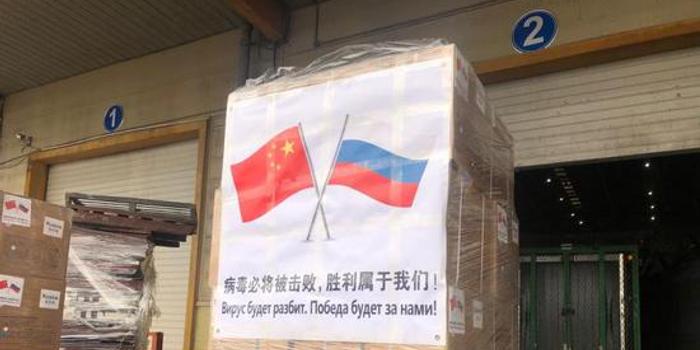 1
2
病毒必将被击败，胜利属于我们！
Вирус будет разбит. Победа будет за нами!